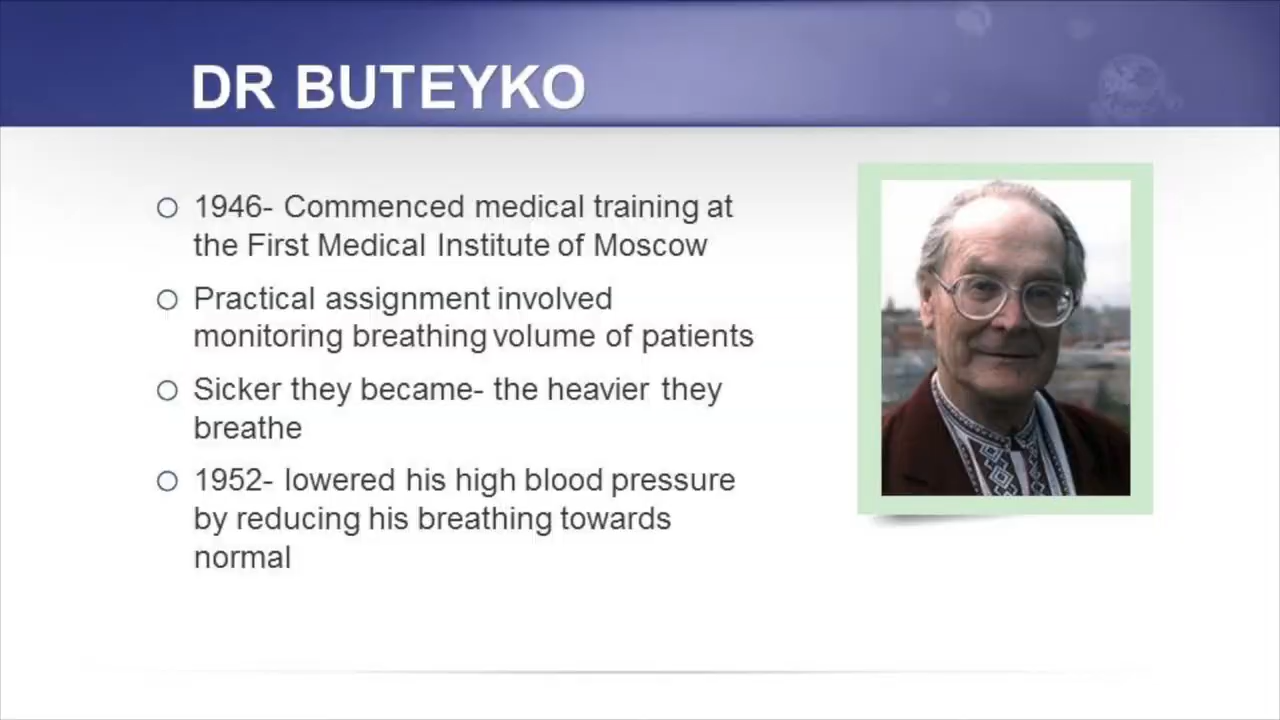 DR BUTEYKO
1946- Commenced medical training at
the First Medical Institute of Moscow
Practical assignment involved
monitoring breathing volume of patients
Sicker they became- the heavier they
breathe
1952- lowered his high blood pressure
by reducing his breathing towards
normal